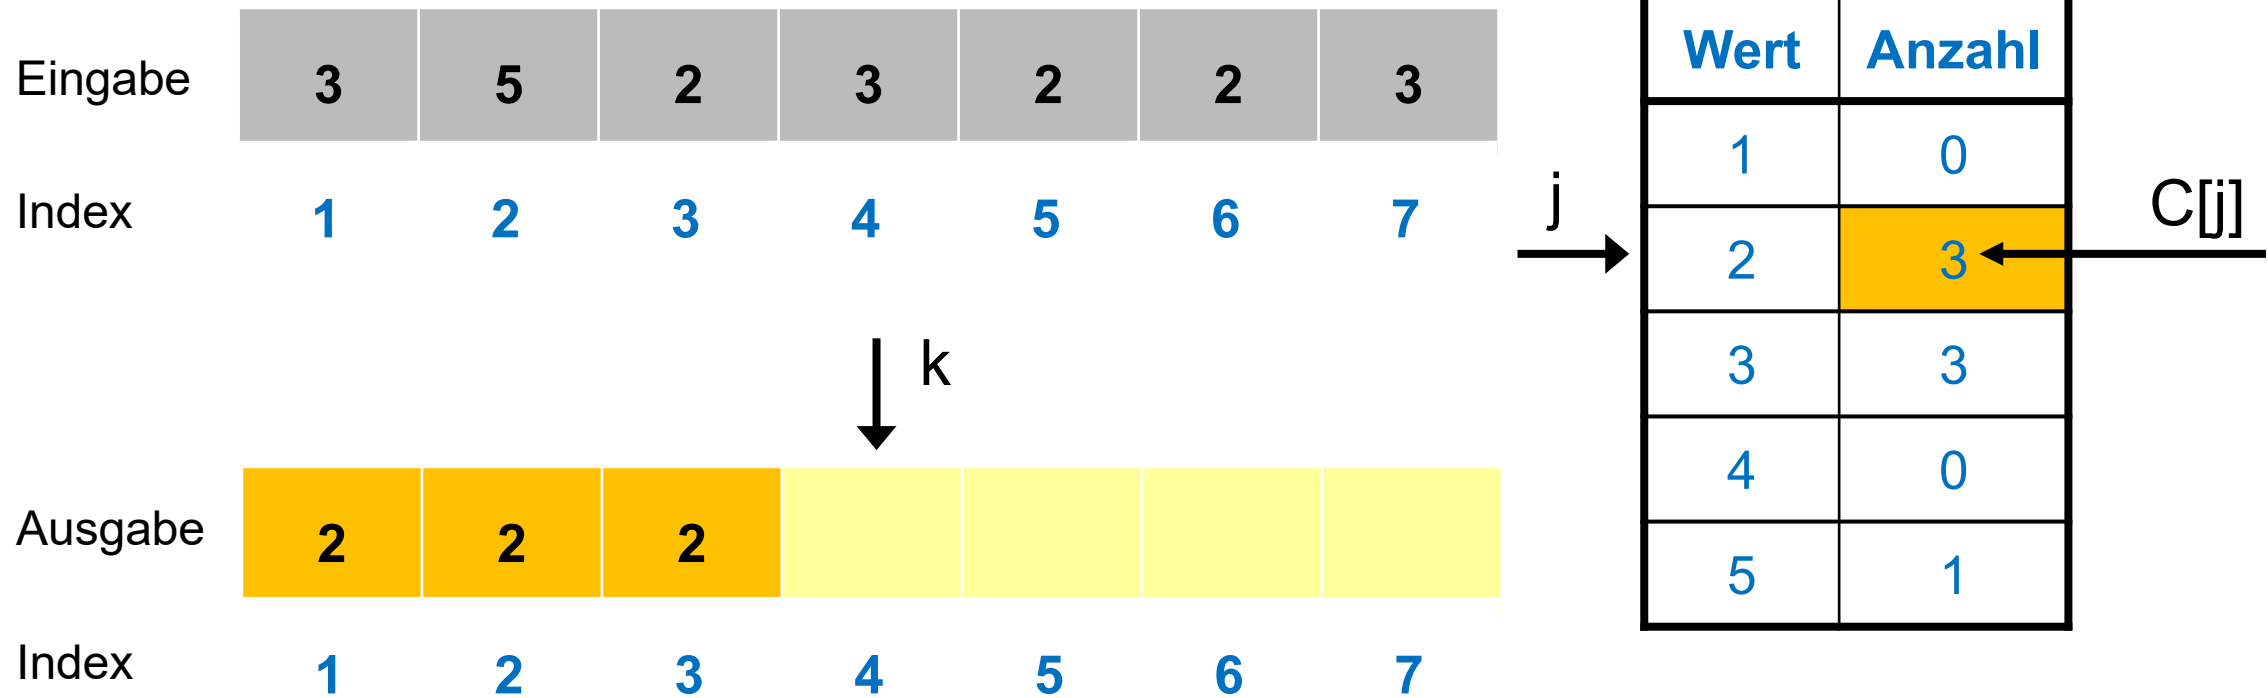 Eingabe 3 5 2 3 2 2 3
Index 1 2 3 4 5 6 7
k
Ausgabe 2 2 2
Index 1 2 3 4 5 6 7
j
Wert Anzahl
1 0
2 3
3 3
4 0
5 1
C[j]